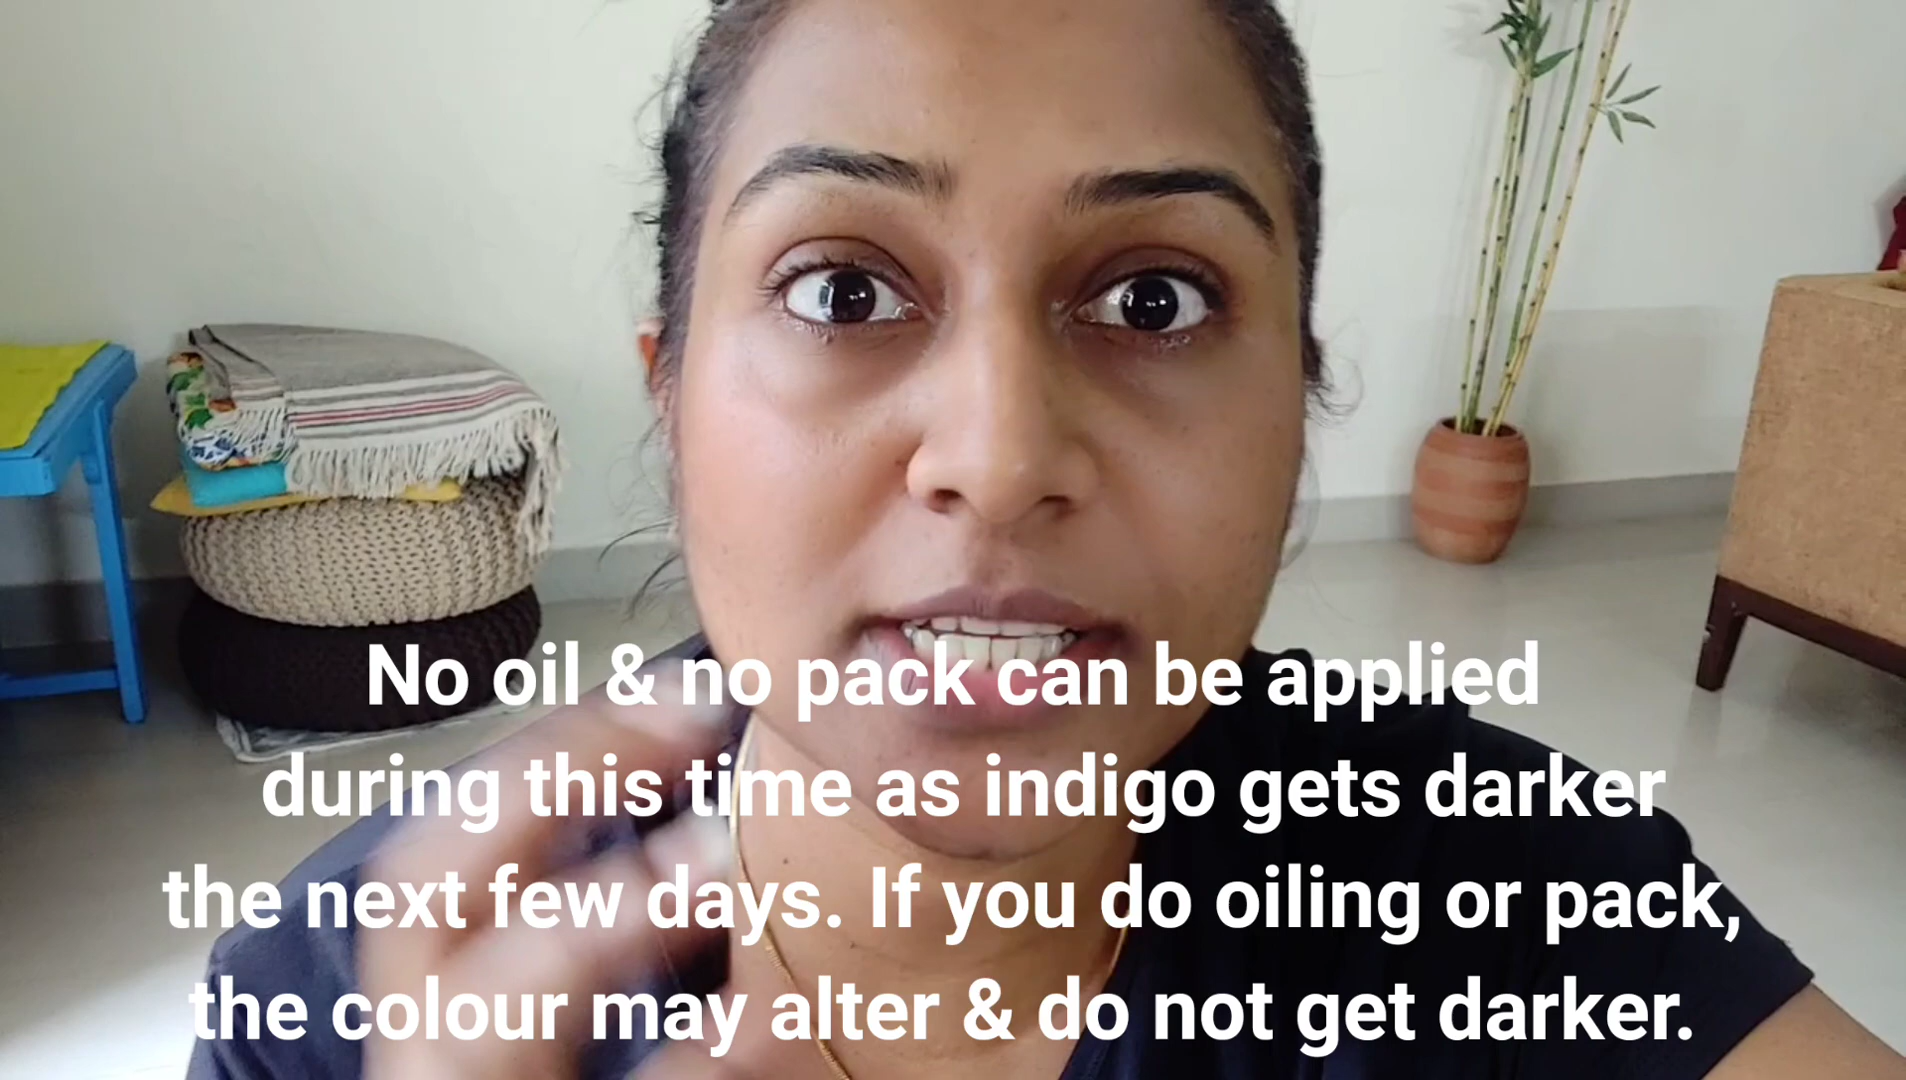 No oil & no pack can be applied
during this time as indigo gets darker
the next few days. If you do oiling or pack,
the colour may alter & do not get darker.